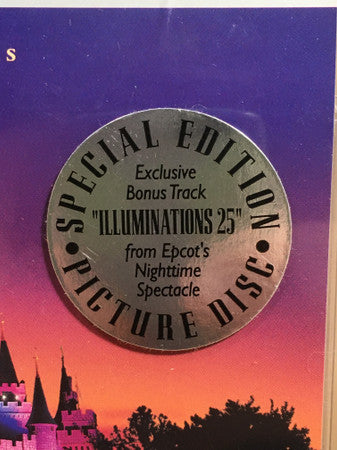 s
SPECIAL EDITION
Exclusive
Bonus Track
"ILLUMINATIONS 25"
from Epcot's
Nighttime
Spectacle
PICTURE DISC